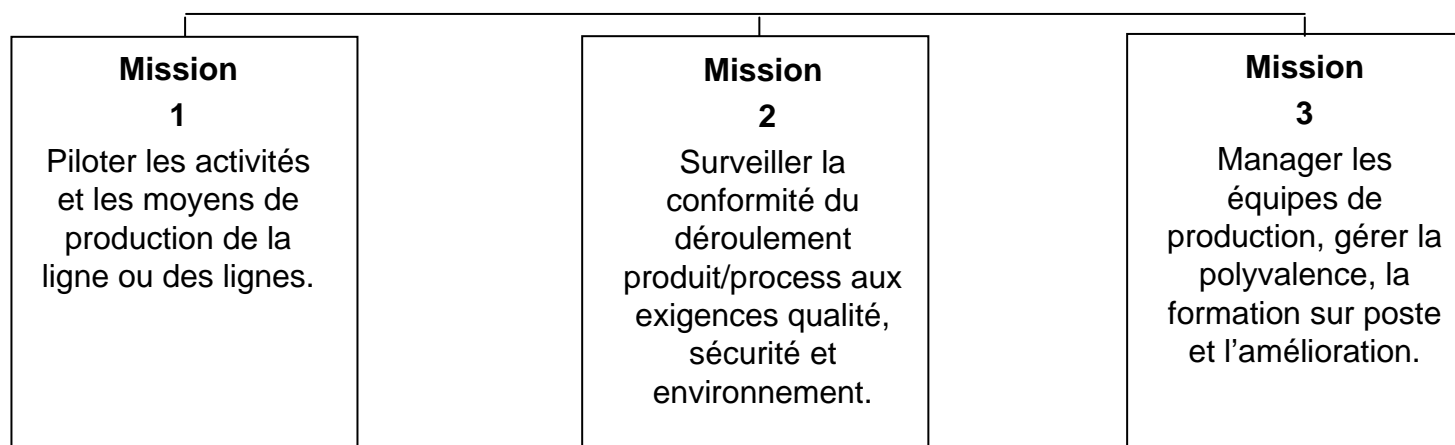 Mission
1
Piloter les activités
et les moyens de
production de la
ligne ou des lignes.
Mission
2
Surveiller la
conformité du
déroulement
produit/process aux
exigences qualité,
sécurité et
environnement.
Mission
3
Manager les
équipes de
production, gérer la
polyvalence, la
formation sur poste
et l’amélioration.